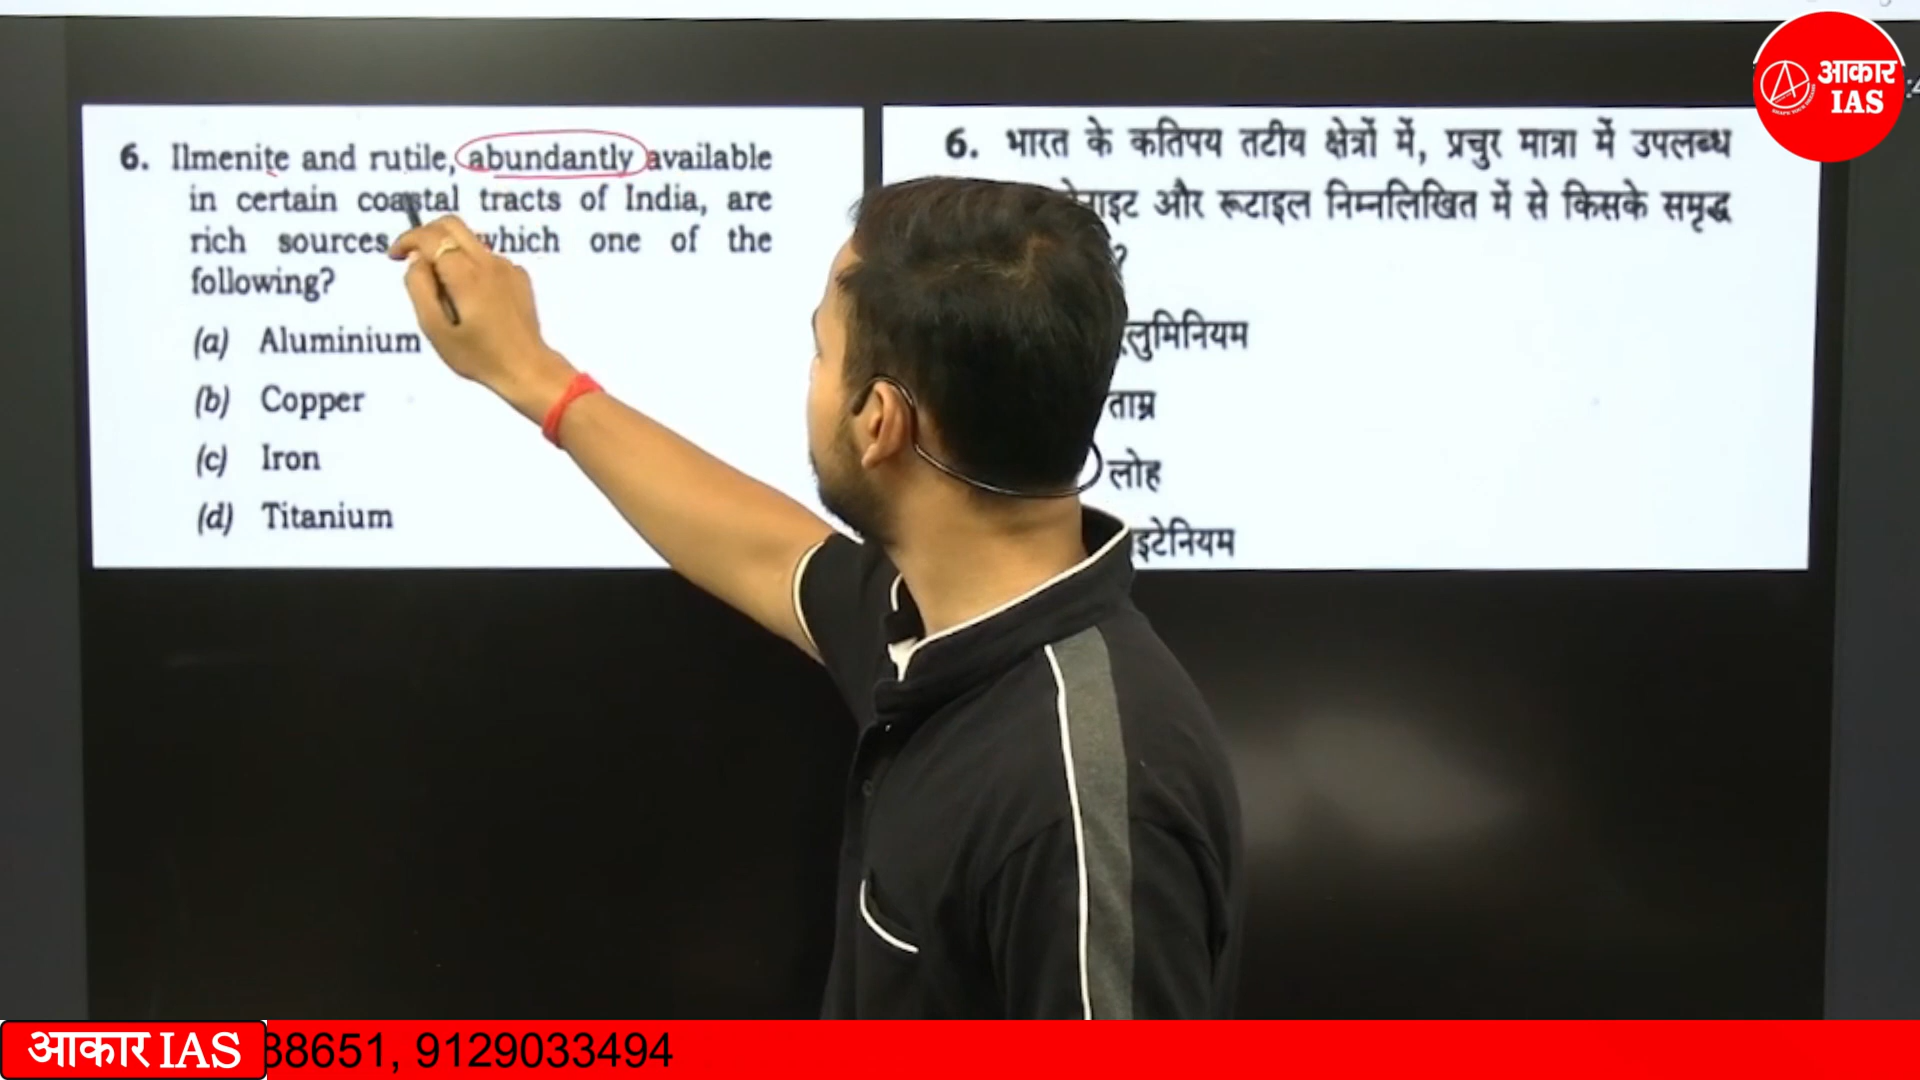 6. Ilmenite and rutile, abundantly available
in certain coastal tracts of India, are
rich sources which one of the
following?
(a) Aluminium
(b) Copper
(c) Iron
(d) Titanium
6. भारत के कतिपय तटीय क्षेत्रों में, प्रचुर मात्रा में उपलब्ध
और रूटाइल निम्नलिखित में से किसके समृद्ध
?
ताम्र
लोह
आकार
IAS
आकार IAS
38651, 9129033494